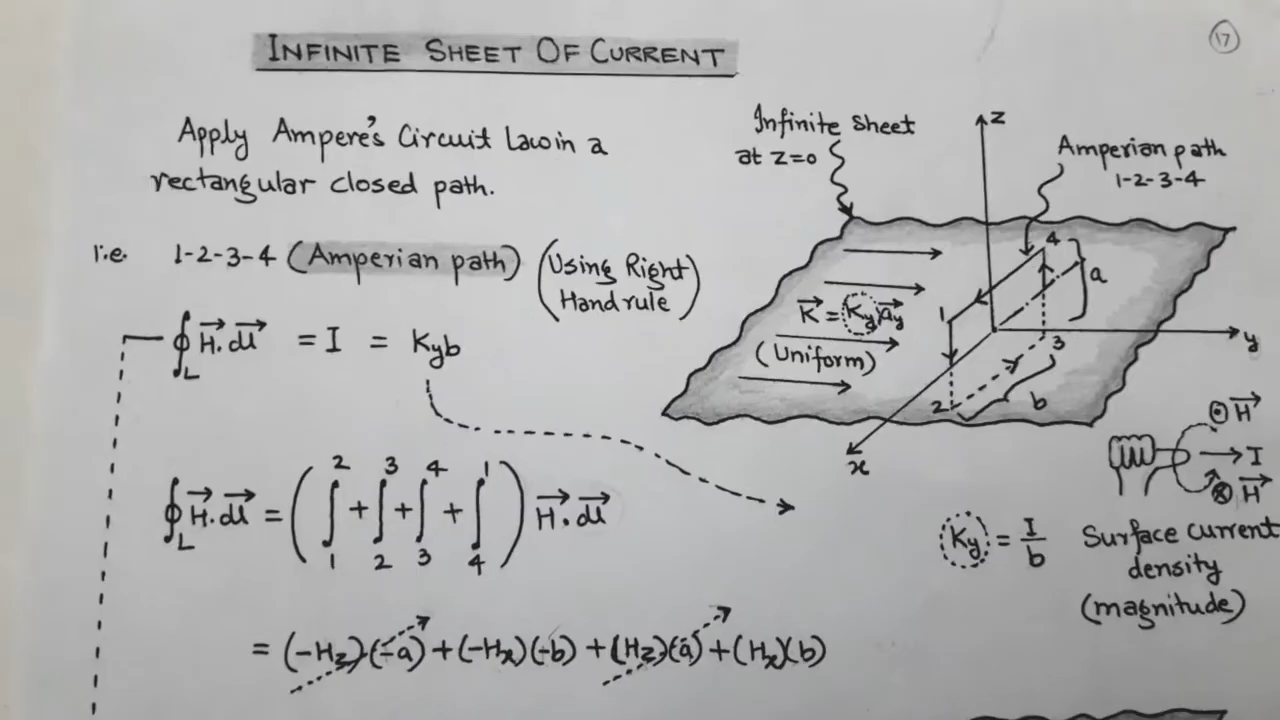 17
INFINITE SHEET OF CURRENT
Apply Ampere's Circuit Law in a
rectangular closed path.
i.e. 1-2-3-4 (Amperian path) (Using Right
Hand rule)
∮L H⃗.dl⃗ = I = Kyb
∮L H⃗.dl⃗ = (∫₁² + ∫₂³ + ∫₃⁴ + ∫₄¹) H⃗.dl⃗
= (-Hz)(-a) + (-Hx)(-b) + (Hz)(a) + (Hx)(b)
Infinite sheet
at z=0
z
Amperian path
1-2-3-4
4
a
1
K⃗ = Ky a⃗y
(Uniform)
y
3
2
b
x
H⃗
I
H⃗
Ky = I/b Surface current
density
(magnitude)